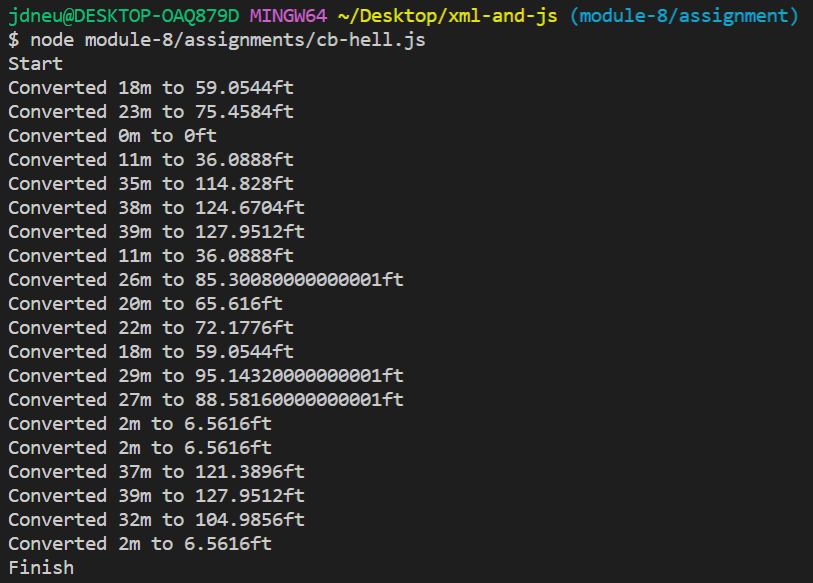 jdneu@DESKTOP-OAQ879D MINGW64 ~/Desktop/xml-and-js (module-8/assignment)
$ node module-8/assignments/cb-hell.js
Start
Converted 18m to 59.0544ft
Converted 23m to 75.4584ft
Converted 0m to 0ft
Converted 11m to 36.0888ft
Converted 35m to 114.828ft
Converted 38m to 124.6704ft
Converted 39m to 127.9512ft
Converted 11m to 36.0888ft
Converted 26m to 85.30080000000001ft
Converted 20m to 65.616ft
Converted 22m to 72.1776ft
Converted 18m to 59.0544ft
Converted 29m to 95.14320000000001ft
Converted 27m to 88.58160000000001ft
Converted 2m to 6.5616ft
Converted 2m to 6.5616ft
Converted 37m to 121.3896ft
Converted 39m to 127.9512ft
Converted 32m to 104.9856ft
Converted 2m to 6.5616ft
Finish